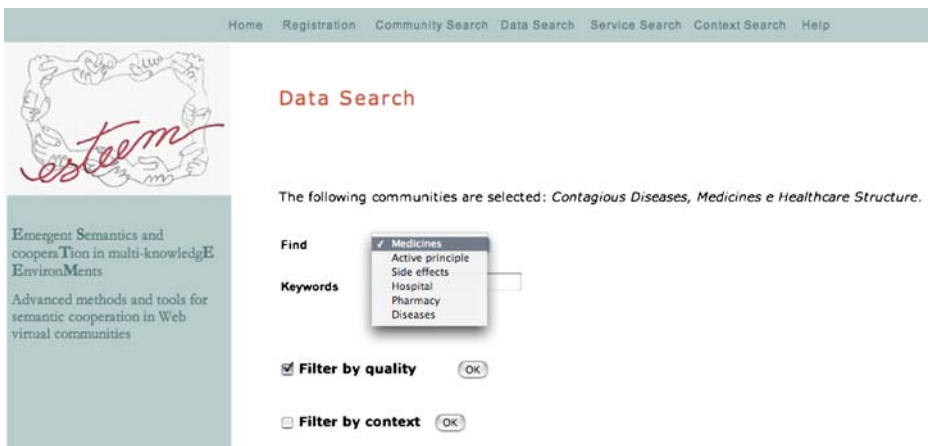 Home Registration Community Search Data Search Service Search Context Search Help
esteem
Emergent Semantics and
cooperaTion in multi-knowledgE
EnvironMents
Advanced methods and tools for
semantic cooperation in Web
virtual communities
Data Search
The following communities are selected: Contagious Diseases, Medicines e Healthcare Structure.
Find
✓ Medicines
Active principle
Side effects
Hospital
Pharmacy
Diseases
Keywords
Filter by quality OK
Filter by context OK